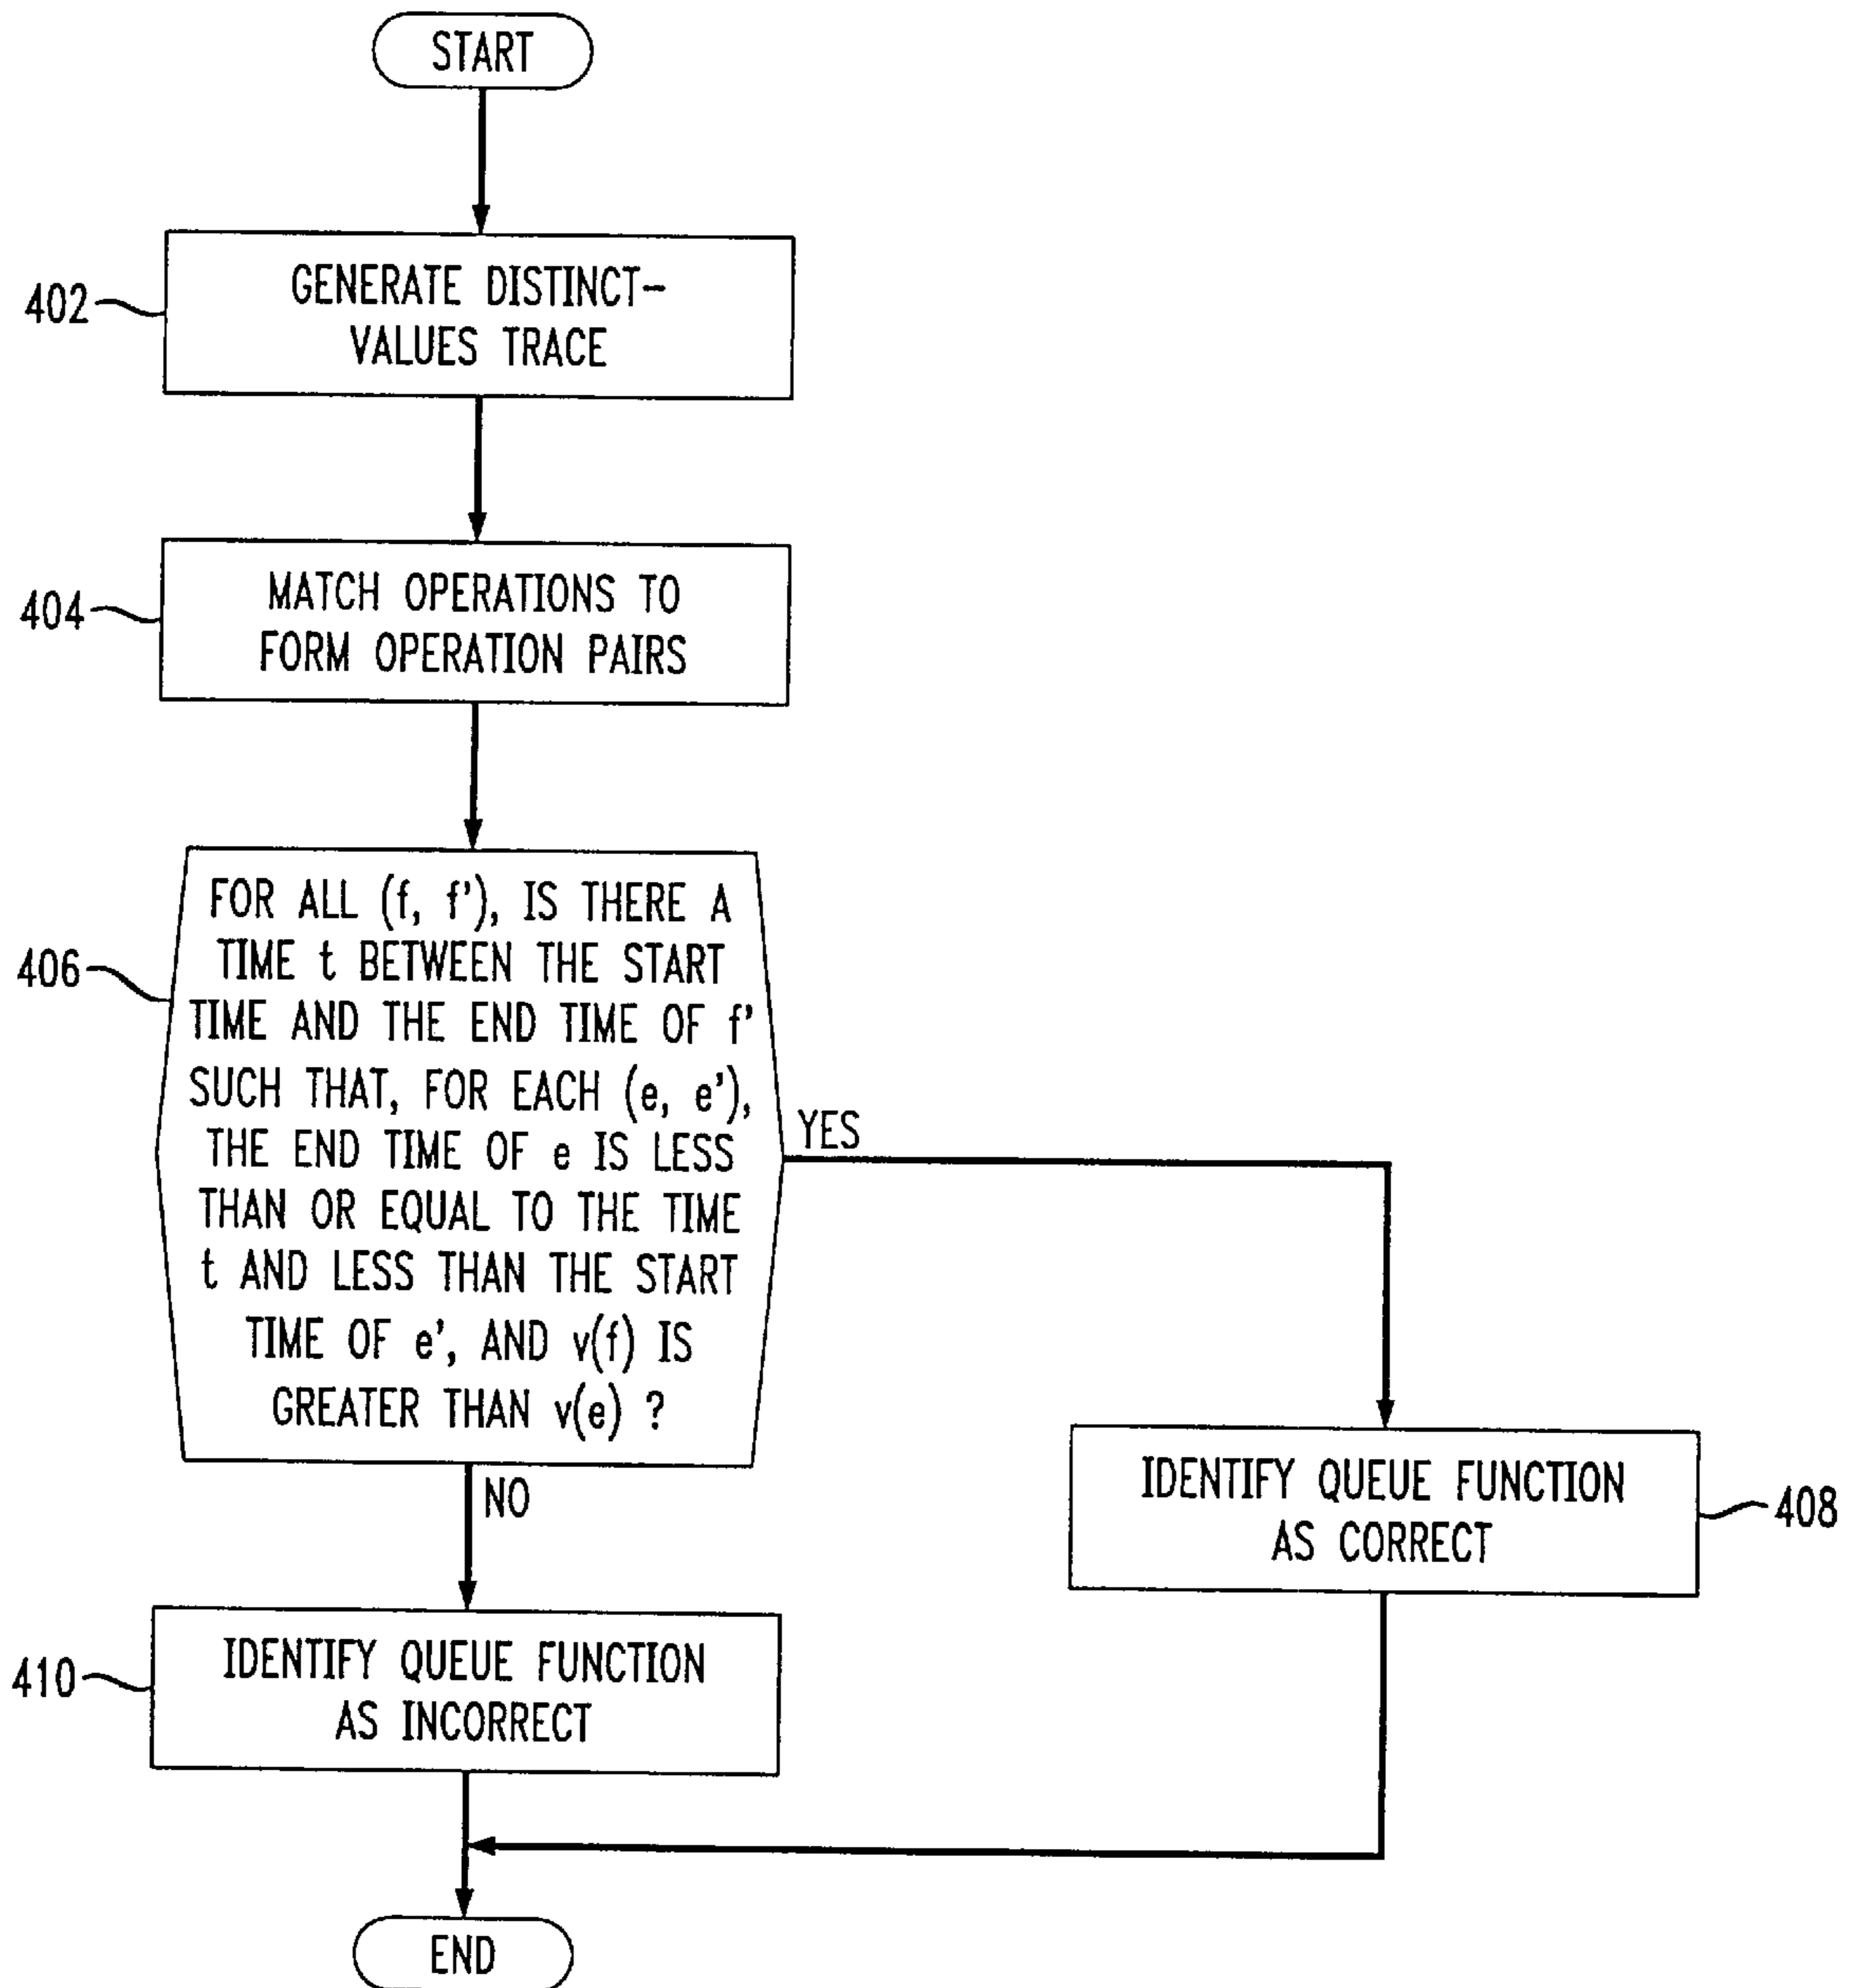 START
402
GENERATE DISTINCT-
VALUES TRACE
404
MATCH OPERATIONS TO
FORM OPERATION PAIRS
406
FOR ALL (f, f'), IS THERE A
TIME t BETWEEN THE START
TIME AND THE END TIME OF f'
SUCH THAT, FOR EACH (e, e'),
THE END TIME OF e IS LESS
THAN OR EQUAL TO THE TIME
t AND LESS THAN THE START
TIME OF e', AND v(f) IS
GREATER THAN v(e) ?
YES
NO
IDENTIFY QUEUE FUNCTION
AS CORRECT
408
410
IDENTIFY QUEUE FUNCTION
AS INCORRECT
END